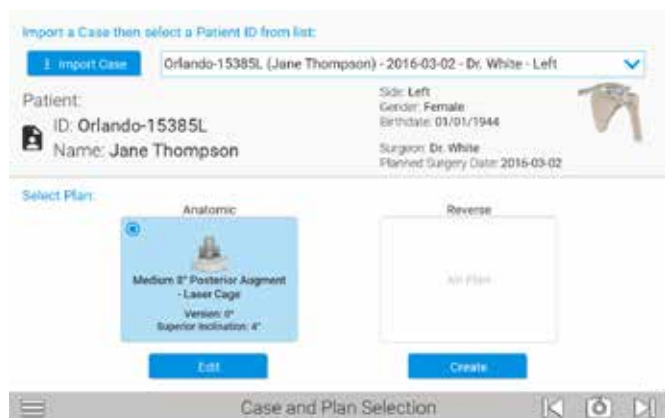 Import a Case then select a Patient ID from list:
Import Case
Orlando-15385L (Jane Thompson) - 2016-03-02 - Dr. White - Left
Patient:
ID: Orlando-15385L
Name: Jane Thompson
Side: Left
Gender: Female
Birthdate: 01/01/1944
Surgeon: Dr. White
Planned Surgery Date: 2016-03-02
Select Plan:
Anatomic
Reverse
Medium 8° Posterior Augment
- Laser Cage
Version: 0°
Superior Inclination: 4°
Plan
Edit
Create
Case and Plan Selection